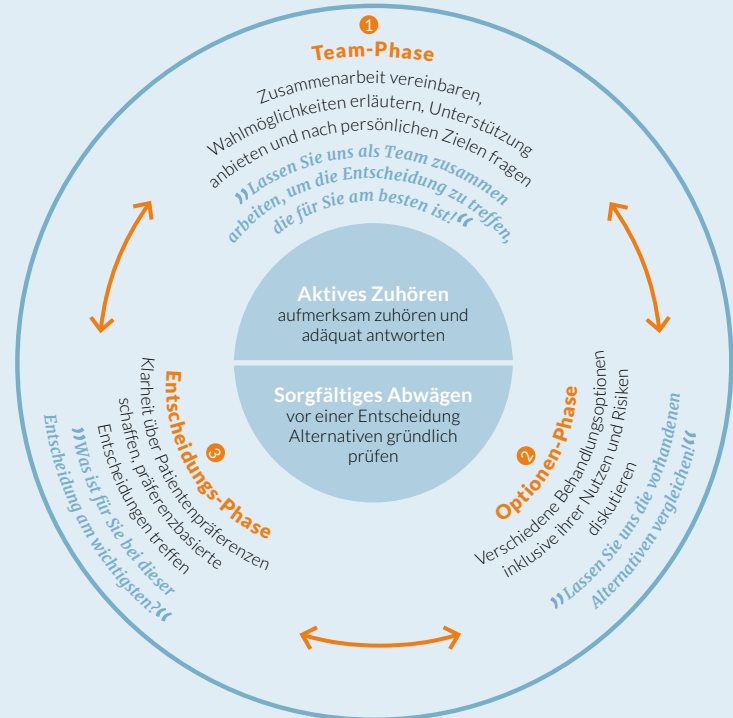 1
Team-Phase
Zusammenarbeit vereinbaren,
Wahlmöglichkeiten erläutern, Unterstützung
anbieten und nach persönlichen Zielen fragen
„Lassen Sie uns als Team zusammen
arbeiten, um die Entscheidung zu treffen,
die für Sie am besten ist!“
Aktives Zuhören
aufmerksam zuhören und
adäquat antworten
Sorgfältiges Abwägen
vor einer Entscheidung
Alternativen gründlich
prüfen
2
Optionen-Phase
Verschiedene Behandlungsoptionen
inklusive ihrer Nutzen und Risiken
diskutieren
„Lassen Sie uns die vorhandenen
Alternativen vergleichen!“
3
Entscheidungs-Phase
Klarheit über Patientenpräferenzen
schaffen, präferenzbasierte
Entscheidungen treffen
„Was ist für Sie bei dieser
Entscheidung am wichtigsten?“